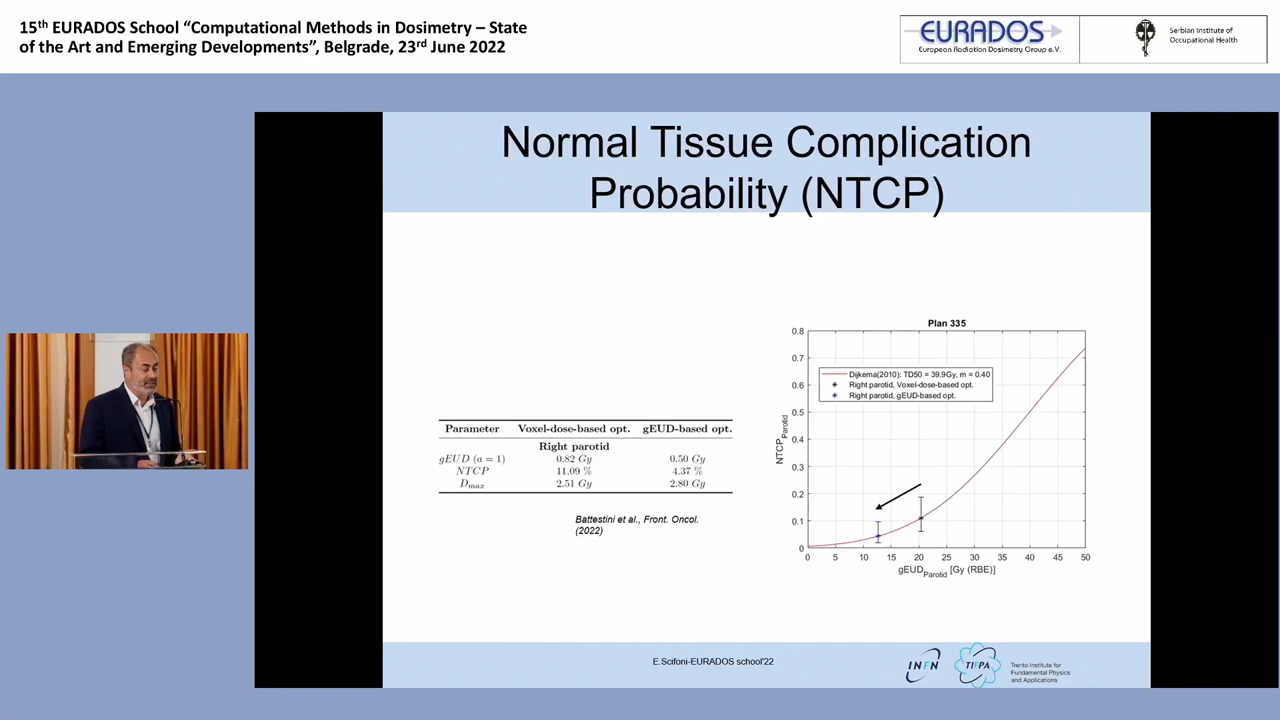 15th EURADOS School “Computational Methods in Dosimetry – State
of the Art and Emerging Developments”, Belgrade, 23rd June 2022
EURADOS
European Radiation Dosimetry Group e.V.
Serbian Institute of
Occupational Health
Normal Tissue Complication
Probability (NTCP)
Parameter Voxel-dose-based opt. gEUD-based opt.
Right parotid
gEUD (a = 1) 0.82 Gy 0.50 Gy
NTCP 11.09 % 4.37 %
Dmax 2.51 Gy 2.80 Gy
Battestini et al., Front. Oncol.
(2022)
Plan 335
Dijkema(2010): TD50 = 39.9Gy, m = 0.40
Right parotid, Voxel-dose-based opt.
Right parotid, gEUD-based opt.
NTCPParotid
0.8
0.7
0.6
0.5
0.4
0.3
0.2
0.1
0
0 5 10 15 20 25 30 35 40 45 50
gEUDParotid [Gy (RBE)]
E.Scifoni-EURADOS school'22
INFN
TIFPA
Trento Institute for
Fundamental Physics
and Applications